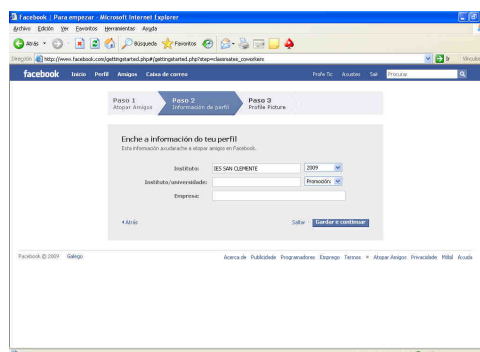 Facebook | Para empezar - Microsoft Internet Explorer
Archivo Edición Ver Favoritos Herramientas Ayuda
Atrás Búsqueda Favoritos
Dirección http://www.facebook.com/gettingstarted.php#/gettingstarted.php?step=classmates_coworkers Ir Vínculos
facebook Inicio Perfil Amigos Caixa de correo Profe Tic Axustes Saír Procurar
Paso 1 Paso 2 Paso 3
Atopar Amigos Información do perfil Profile Picture
Enche a información do teu perfil
Esta información axudarache a atopar amigos en Facebook.
Instituto: IES SAN CLEMENTE 2009
Instituto/universidade: Promoción:
Empresa:
Atrás Saltar Gardar e continuar
Facebook © 2009 Galego Acerca de Publicidade Programadores Emprego Termos Atopar Amigos Privacidade Móbil Axuda